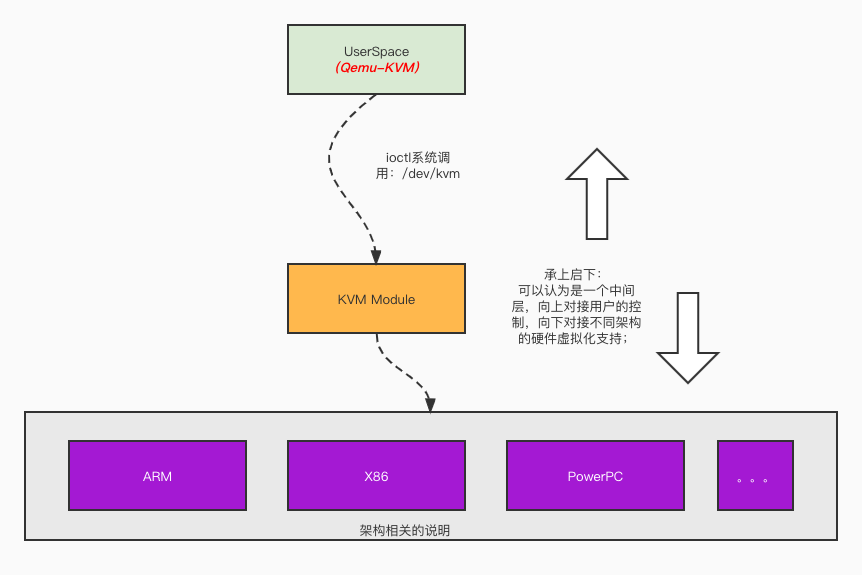 UserSpace
(Qemu-KVM)
ioctl系统调
用：/dev/kvm
KVM Module
承上启下：
可以认为是一个中间
层，向上对接用户的控
制，向下对接不同架构
的硬件虚拟化支持；
ARM
X86
PowerPC
。。。
架构相关的说明